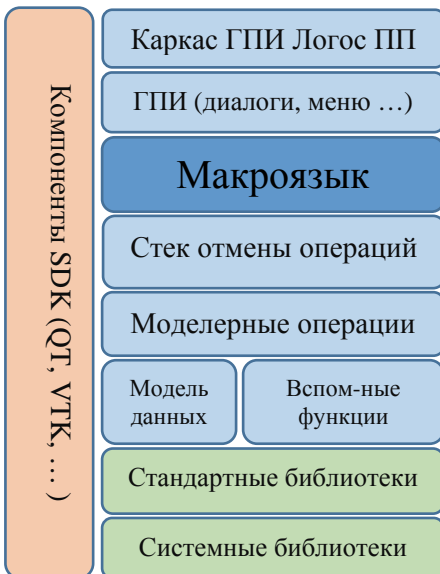 Компоненты SDK (QT, VTK, … )
Каркас ГПИ Логос ПП
ГПИ (диалоги, меню …)
Макроязык
Стек отмены операций
Моделерные операции
Модель
данных
Вспом-ные
функции
Стандартные библиотеки
Системные библиотеки